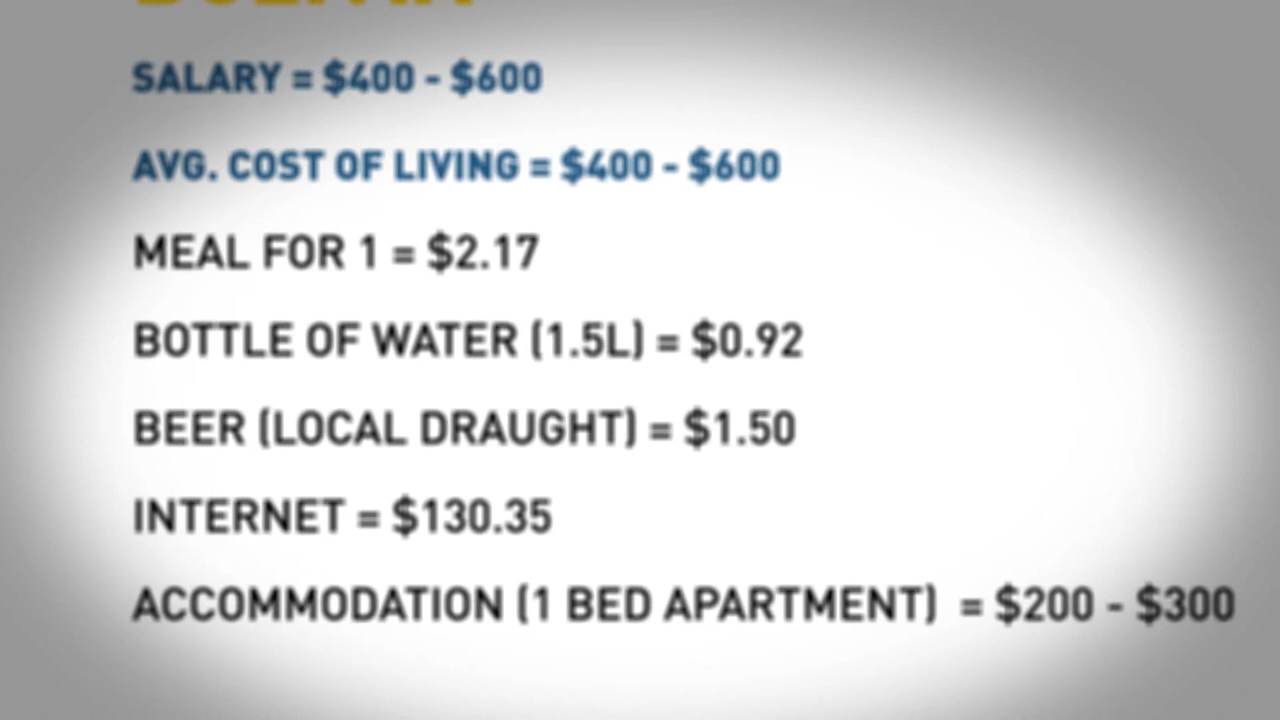 SALARY = $400 - $600
AVG. COST OF LIVING = $400 - $600
MEAL FOR 1 = $2.17
BOTTLE OF WATER (1.5L) = $0.92
BEER (LOCAL DRAUGHT) = $1.50
INTERNET = $130.35
ACCOMMODATION (1 BED APARTMENT) = $200 - $300